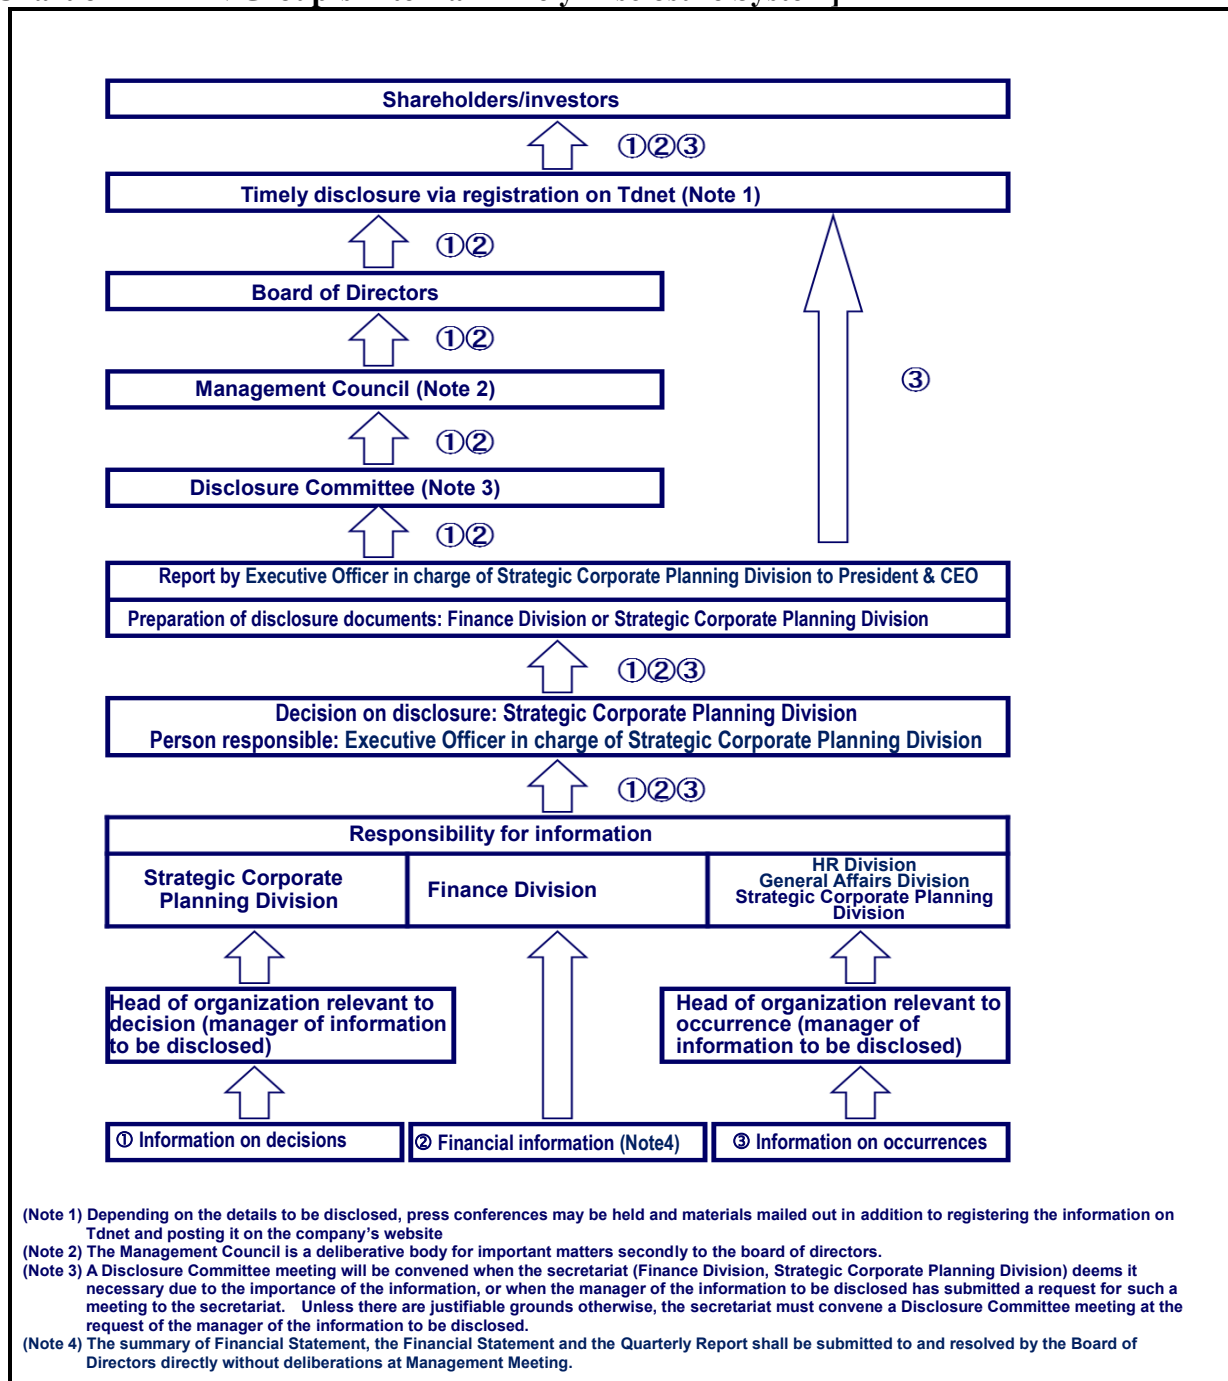 Shareholders/investors
①②③
Timely disclosure via registration on Tdnet (Note 1)
①②
Board of Directors
①②
③
Management Council (Note 2)
①②
Disclosure Committee (Note 3)
①②
Report by Executive Officer in charge of Strategic Corporate Planning Division to President & CEO
Preparation of disclosure documents: Finance Division or Strategic Corporate Planning Division
①②③
Decision on disclosure: Strategic Corporate Planning Division
Person responsible: Executive Officer in charge of Strategic Corporate Planning Division
①②③
Responsibility for information
Strategic Corporate
Planning Division
Finance Division
HR Division
General Affairs Division
Strategic Corporate Planning
Division
Head of organization relevant to
decision (manager of information
to be disclosed)
Head of organization relevant to
occurrence (manager of
information to be disclosed)
① Information on decisions
② Financial information (Note4)
③ Information on occurrences
(Note 1) Depending on the details to be disclosed, press conferences may be held and materials mailed out in addition to registering the information on
Tdnet and posting it on the company's website
(Note 2) The Management Council is a deliberative body for important matters secondly to the board of directors.
(Note 3) A Disclosure Committee meeting will be convened when the secretariat (Finance Division, Strategic Corporate Planning Division) deems it
necessary due to the importance of the information, or when the manager of the information to be disclosed has submitted a request for such a
meeting to the secretariat. Unless there are justifiable grounds otherwise, the secretariat must convene a Disclosure Committee meeting at the
request of the manager of the information to be disclosed.
(Note 4) The summary of Financial Statement, the Financial Statement and the Quarterly Report shall be submitted to and resolved by the Board of
Directors directly without deliberations at Management Meeting.